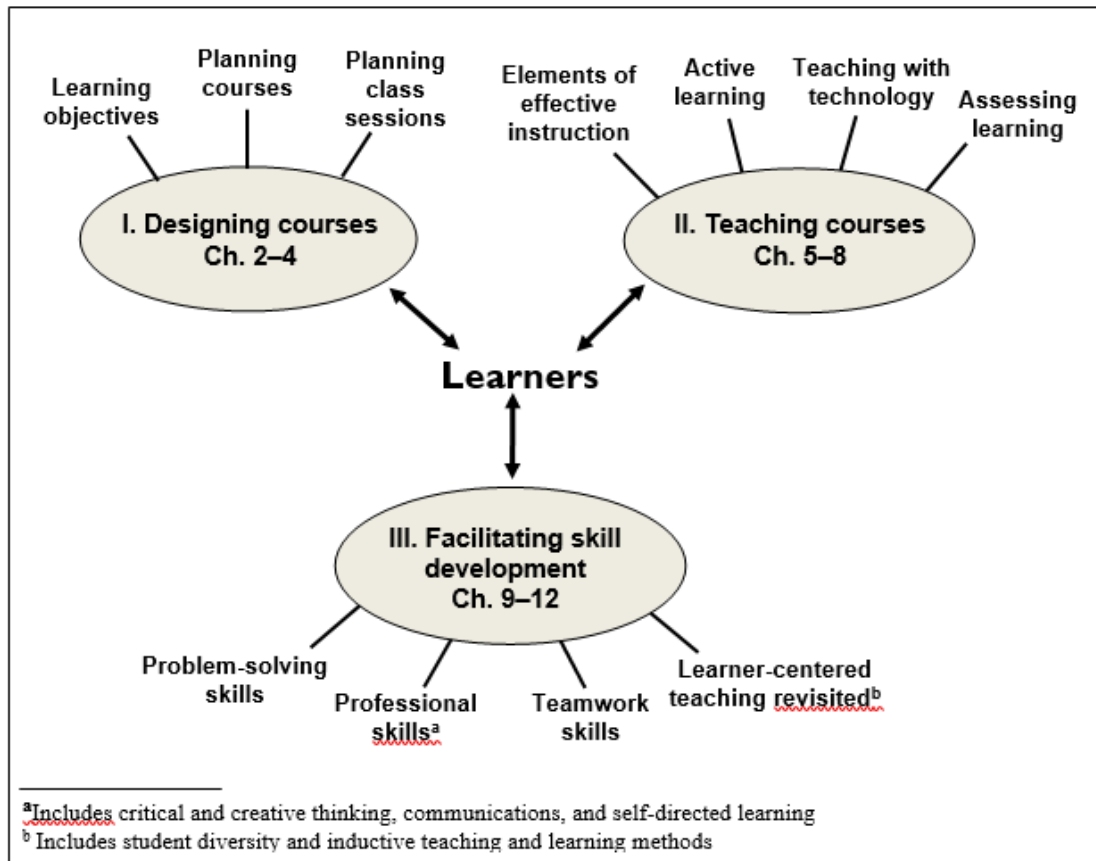 Learning
objectives
Planning
courses
Planning
class
sessions
Elements of
effective
instruction
Active
learning
Teaching with
technology
Assessing
learning
I. Designing courses
Ch. 2–4
II. Teaching courses
Ch. 5–8
Learners
III. Facilitating skill
development
Ch. 9–12
Problem-solving
skills
Professional
skillsᵃ
Teamwork
skills
Learner-centered
teaching revisitedᵇ
ᵃIncludes critical and creative thinking, communications, and self-directed learning
ᵇ Includes student diversity and inductive teaching and learning methods